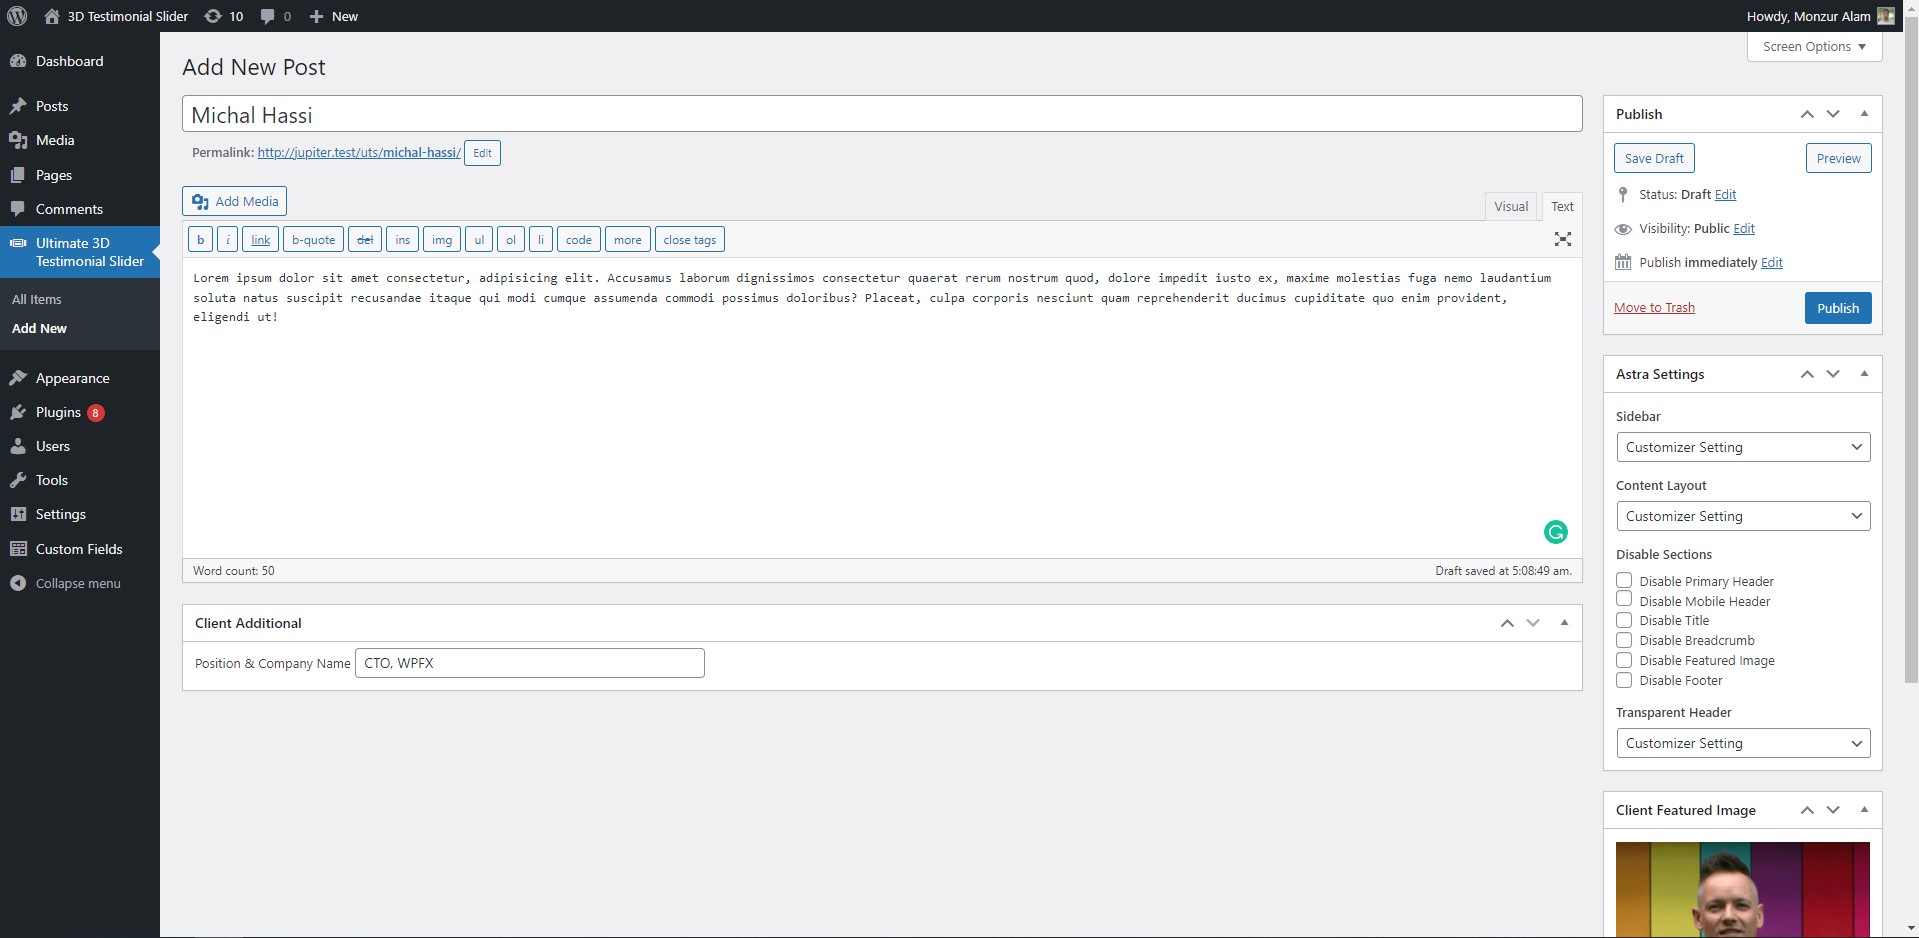 3D Testimonial Slider 10 0 New Howdy, Monzur Alam
Screen Options
Dashboard
Posts
Media
Pages
Comments
Ultimate 3D
Testimonial Slider
All Items
Add New
Appearance
Plugins 8
Users
Tools
Settings
Custom Fields
Collapse menu
Add New Post
Michal Hassi
Permalink: http://jupiter.test/uts/michal-hassi/ Edit
Add Media
Visual Text
b i link b-quote del ins img ul ol li code more close tags
Lorem ipsum dolor sit amet consectetur, adipisicing elit. Accusamus laborum dignissimos consectetur quaerat rerum nostrum quod, dolore impedit iusto ex, maxime molestias fuga nemo laudantium
soluta natus suscipit recusandae itaque qui modi cumque assumenda commodi possimus doloribus? Placeat, culpa corporis nesciunt quam reprehenderit ducimus cupiditate quo enim provident,
eligendi ut!
Word count: 50 Draft saved at 5:08:49 am.
Client Additional
Position & Company Name CTO, WPFX
Publish
Save Draft Preview
Status: Draft Edit
Visibility: Public Edit
Publish immediately Edit
Move to Trash Publish
Astra Settings
Sidebar
Customizer Setting
Content Layout
Customizer Setting
Disable Sections
Disable Primary Header
Disable Mobile Header
Disable Title
Disable Breadcrumb
Disable Featured Image
Disable Footer
Transparent Header
Customizer Setting
Client Featured Image